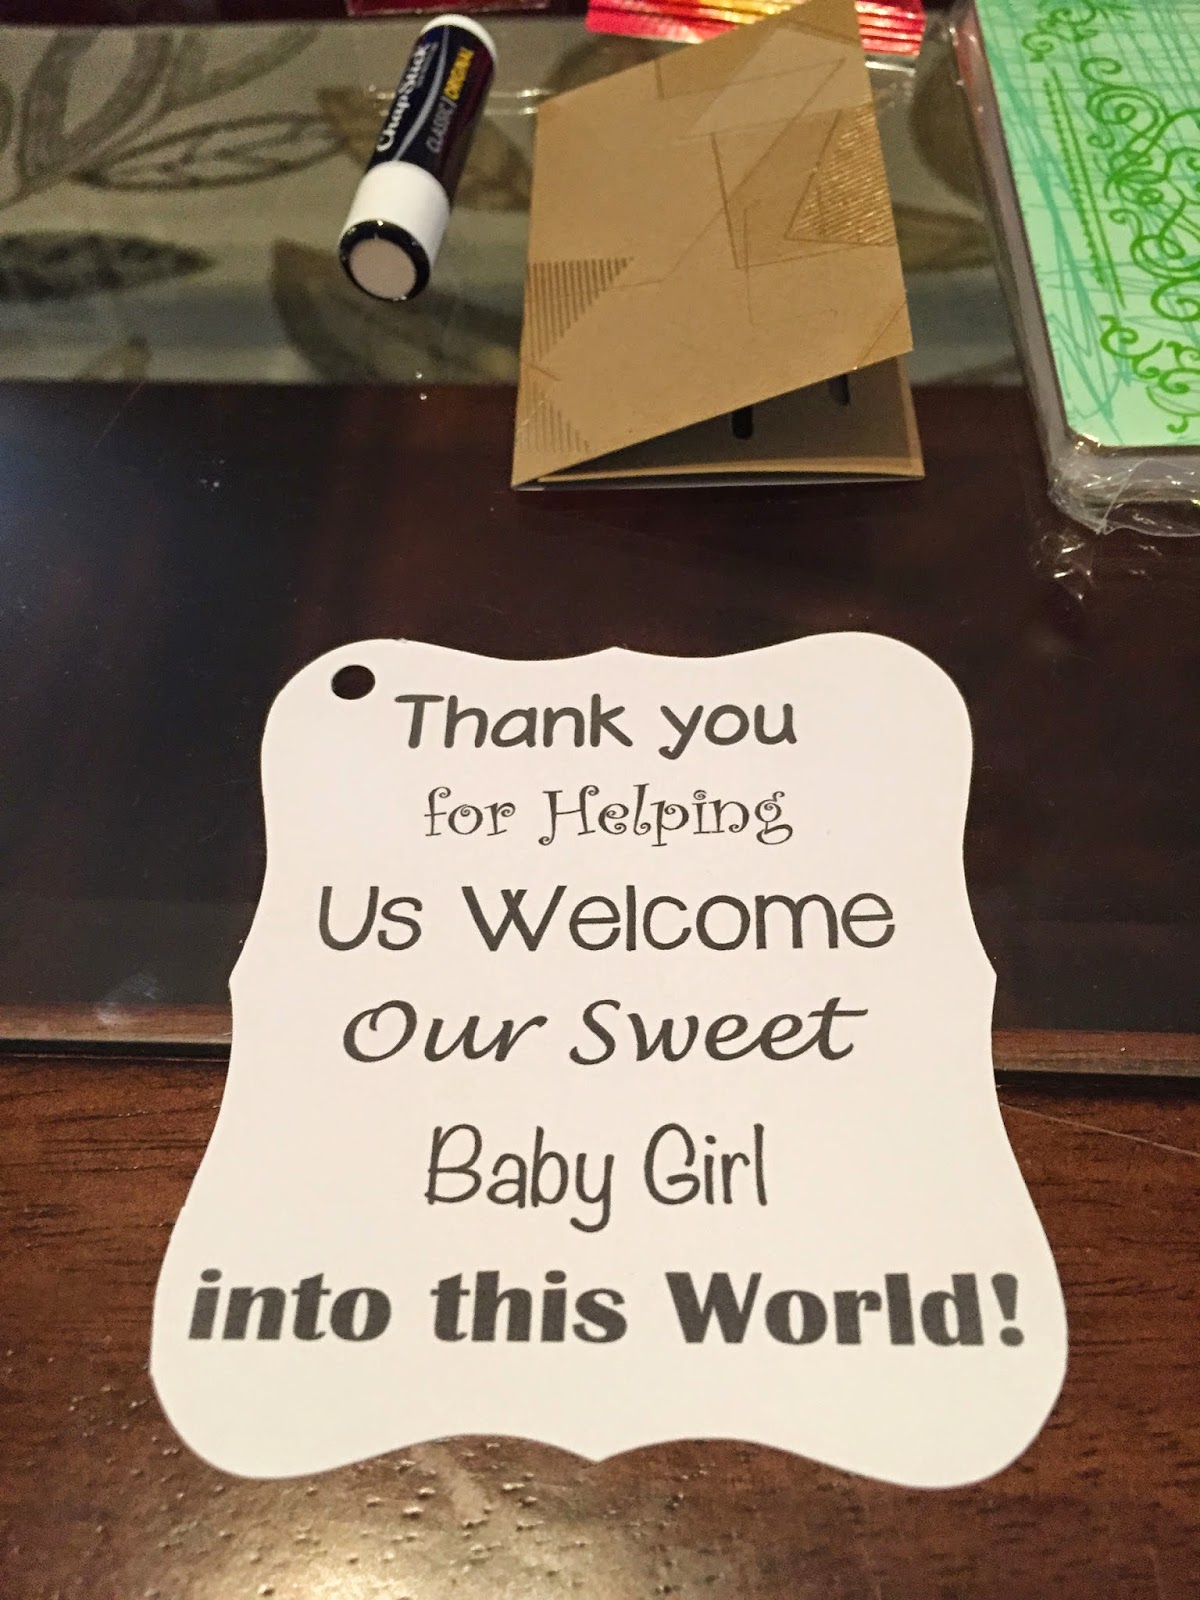 ChapStick
CLASSIC/ORIGINAL
Thank you
for Helping
Us Welcome
Our Sweet
Baby Girl
into this World!